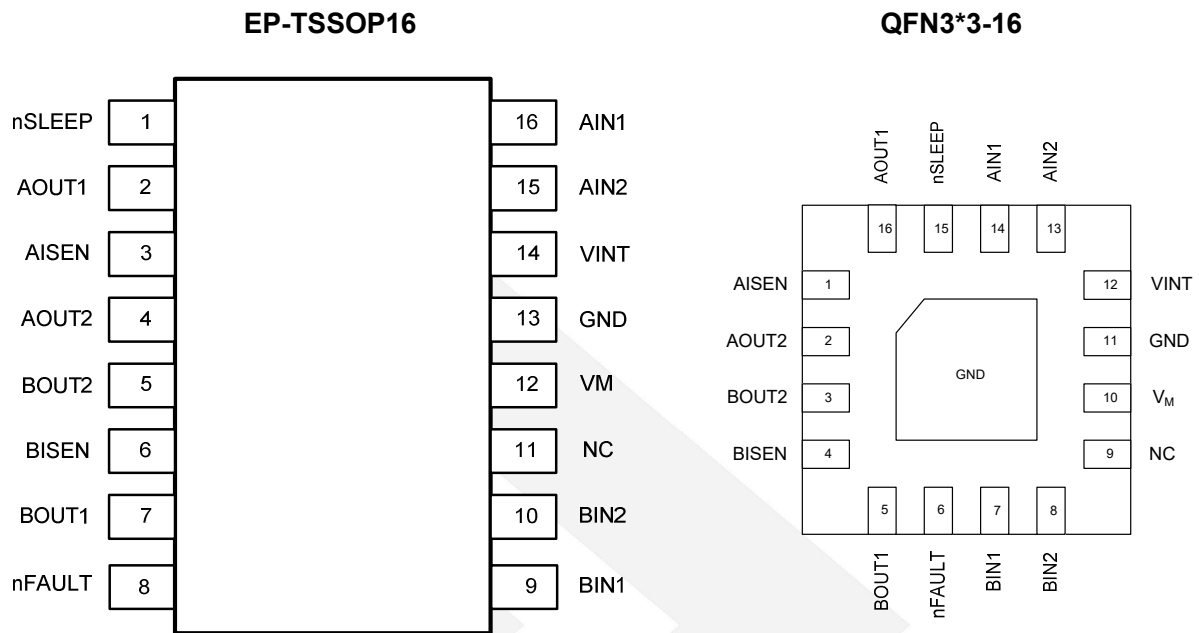 EP-TSSOP16
nSLEEP 1
AOUT1 2
AISEN 3
AOUT2 4
BOUT2 5
BISEN 6
BOUT1 7
nFAULT 8
16 AIN1
15 AIN2
14 VINT
13 GND
12 VM
11 NC
10 BIN2
9 BIN1
QFN3*3-16
AOUT1
nSLEEP
AIN1
AIN2
16 15 14 13
AISEN 1
AOUT2 2
BOUT2 3
BISEN 4
GND
12 VINT
11 GND
10 VM
9 NC
5 6 7 8
BOUT1
nFAULT
BIN1
BIN2